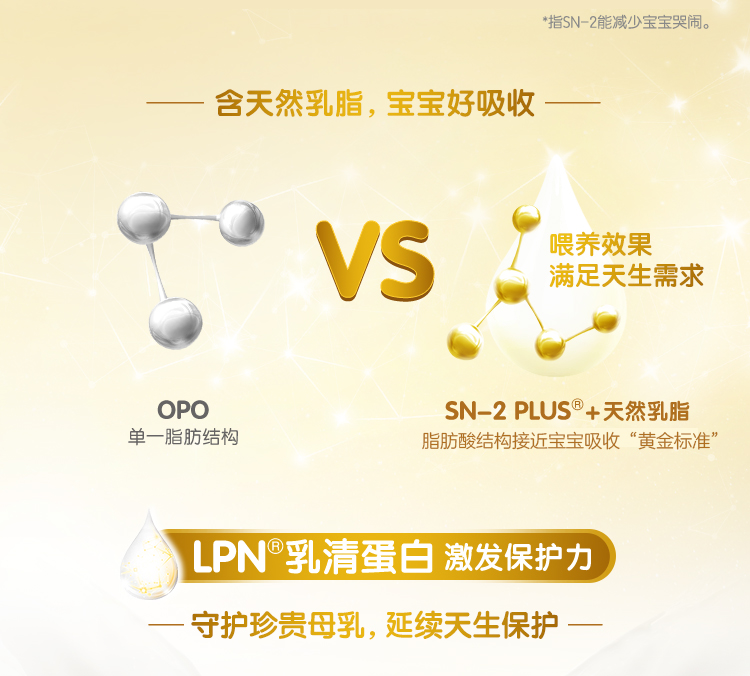 *指SN-2能减少宝宝哭闹。
含天然乳脂，宝宝好吸收
VS
喂养效果
满足天生需求
OPO
单一脂肪结构
SN-2 PLUS®+天然乳脂
脂肪酸结构接近宝宝吸收“黄金标准”
LPN®乳清蛋白 激发保护力
守护珍贵母乳，延续天生保护